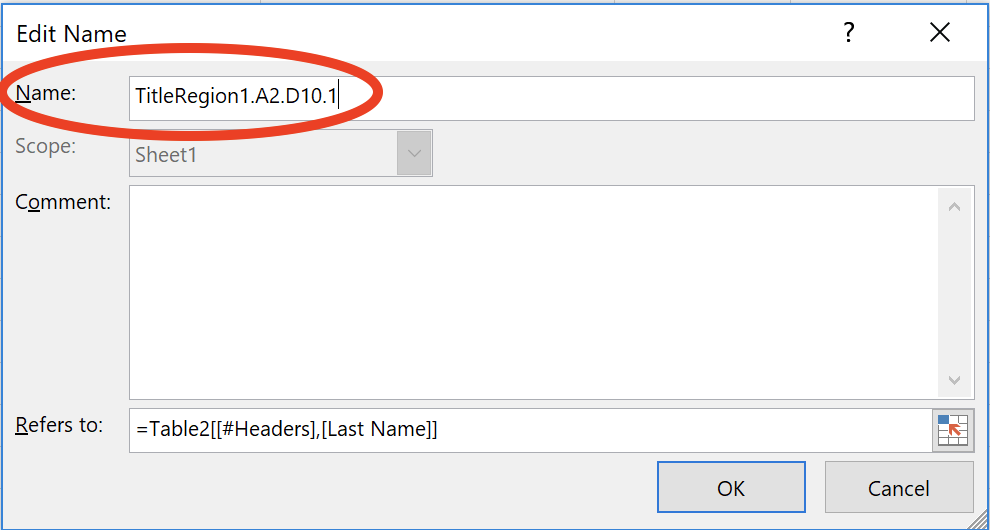 Edit Name ?
Name: TitleRegion1.A2.D10.1
Scope: Sheet1
Comment:
Refers to: =Table2[[#Headers],[Last Name]]
OK Cancel